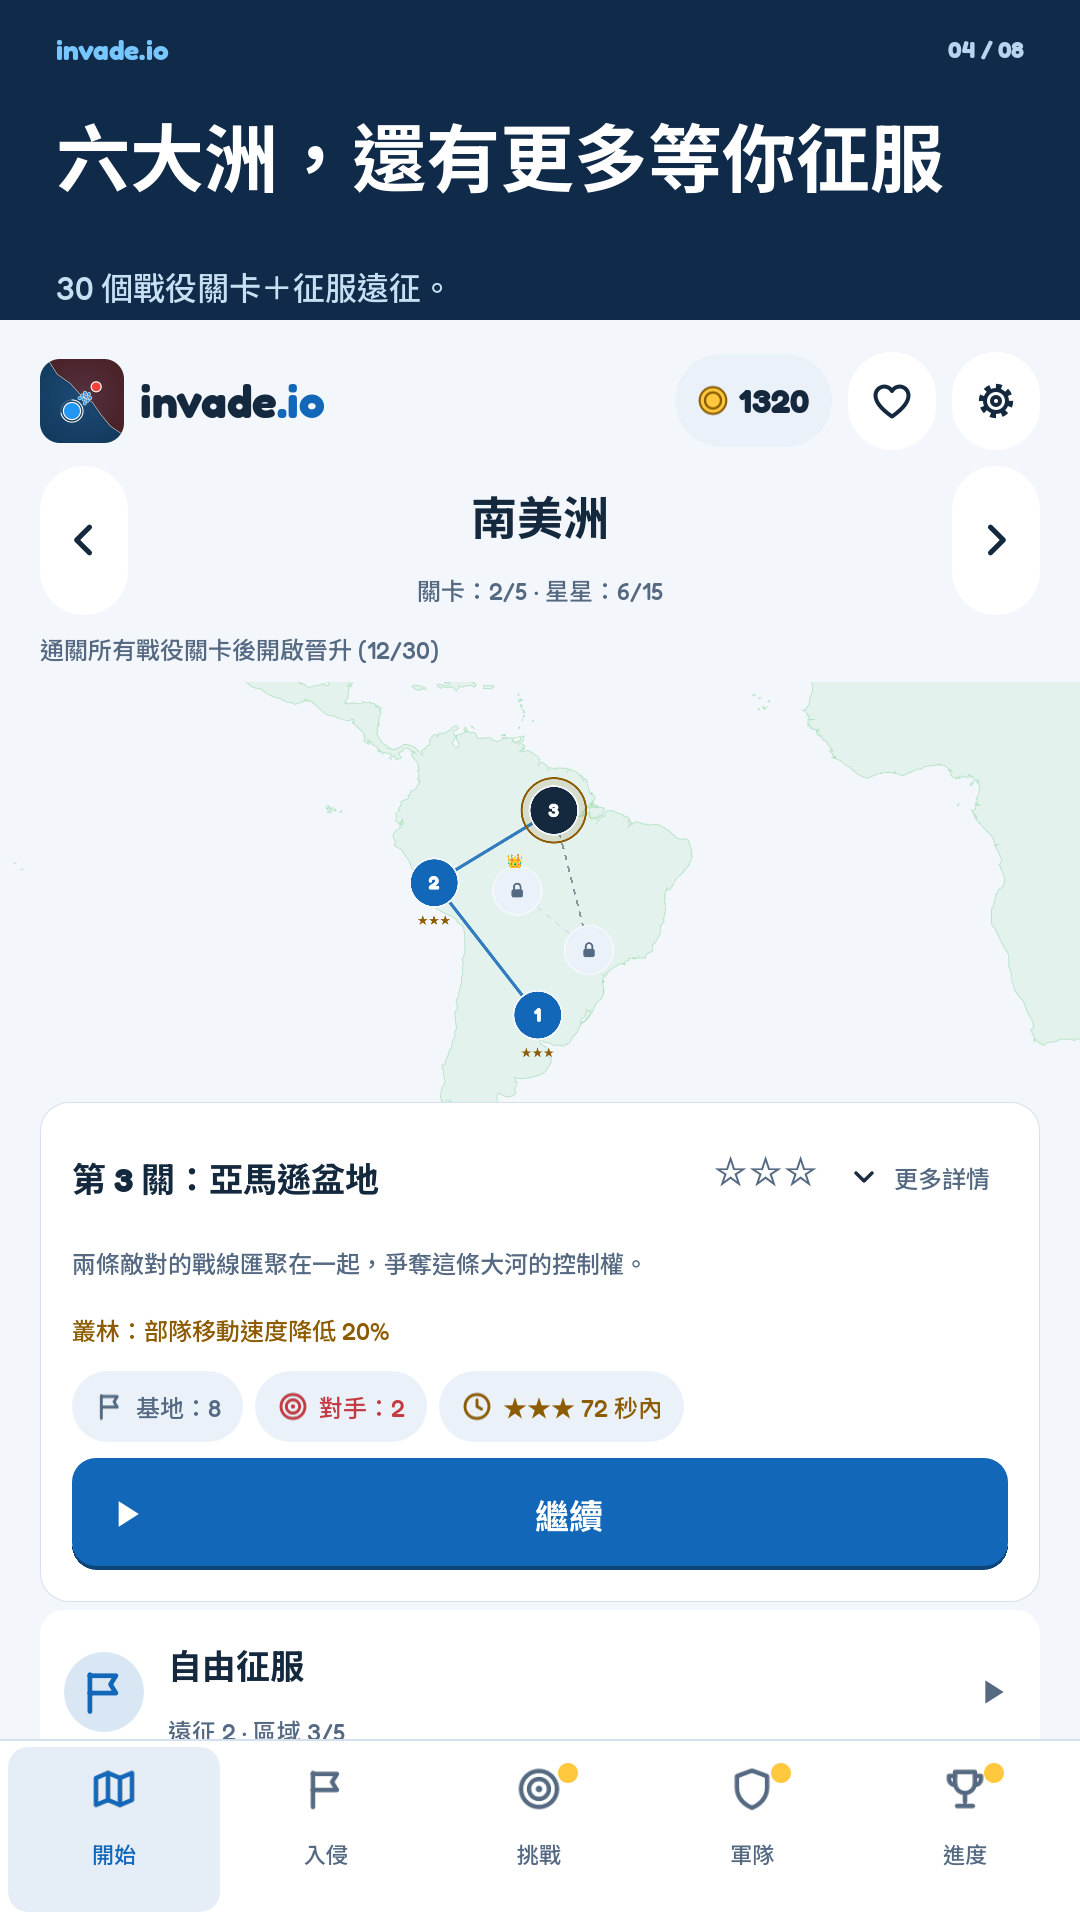 invade.io
04 / 08
六大洲，還有更多等你征服
30 個戰役關卡＋征服遠征。
invade.io
1320
南美洲
關卡：2/5 · 星星：6/15
通關所有戰役關卡後開啟晉升 (12/30)
3
2
★★★
1
★★★
第 3 關：亞馬遜盆地
☆☆☆
更多詳情
兩條敵對的戰線匯聚在一起，爭奪這條大河的控制權。
叢林：部隊移動速度降低 20%
基地：8
對手：2
★★★ 72 秒內
繼續
自由征服
遠征 2 · 區域 3/5
開始
入侵
挑戰
軍隊
進度